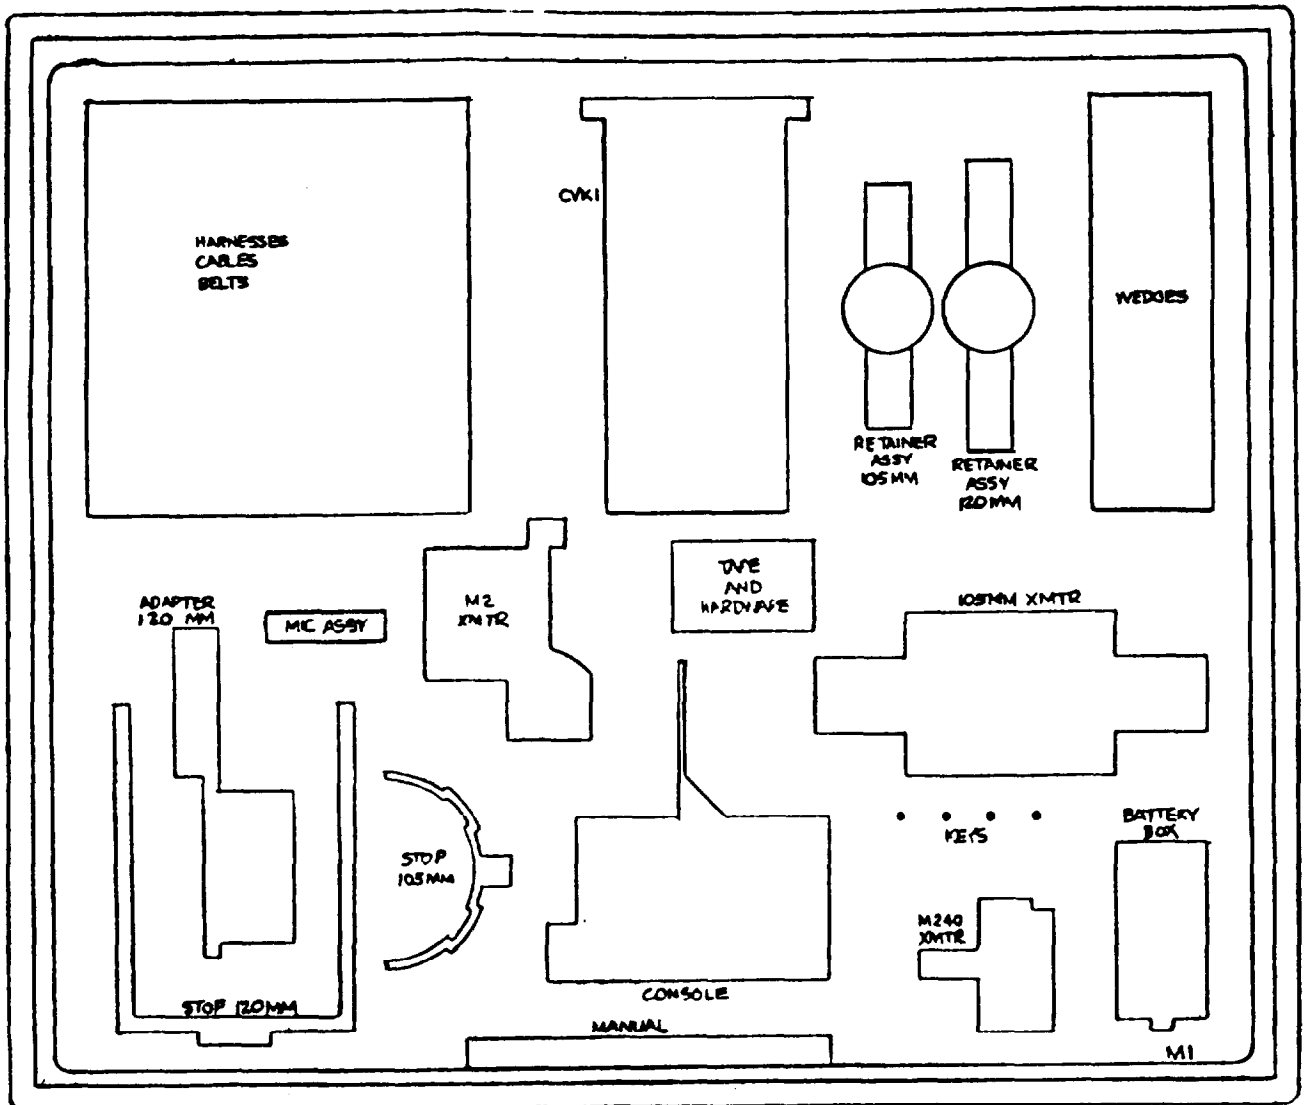 CVKI
HARNESSES
CABLES
BELTS
WEDGES
RETAINER
ASSY
105MM
RETAINER
ASSY
120MM
TAPE
AND
HARDWARE
ADAPTER
120 MM
MIC ASSY
M2
XMTR
105MM XMTR
KEYS
BATTERY
BOX
STOP
105MM
M240
XMTR
STOP 120MM
CONSOLE
MANUAL
M1